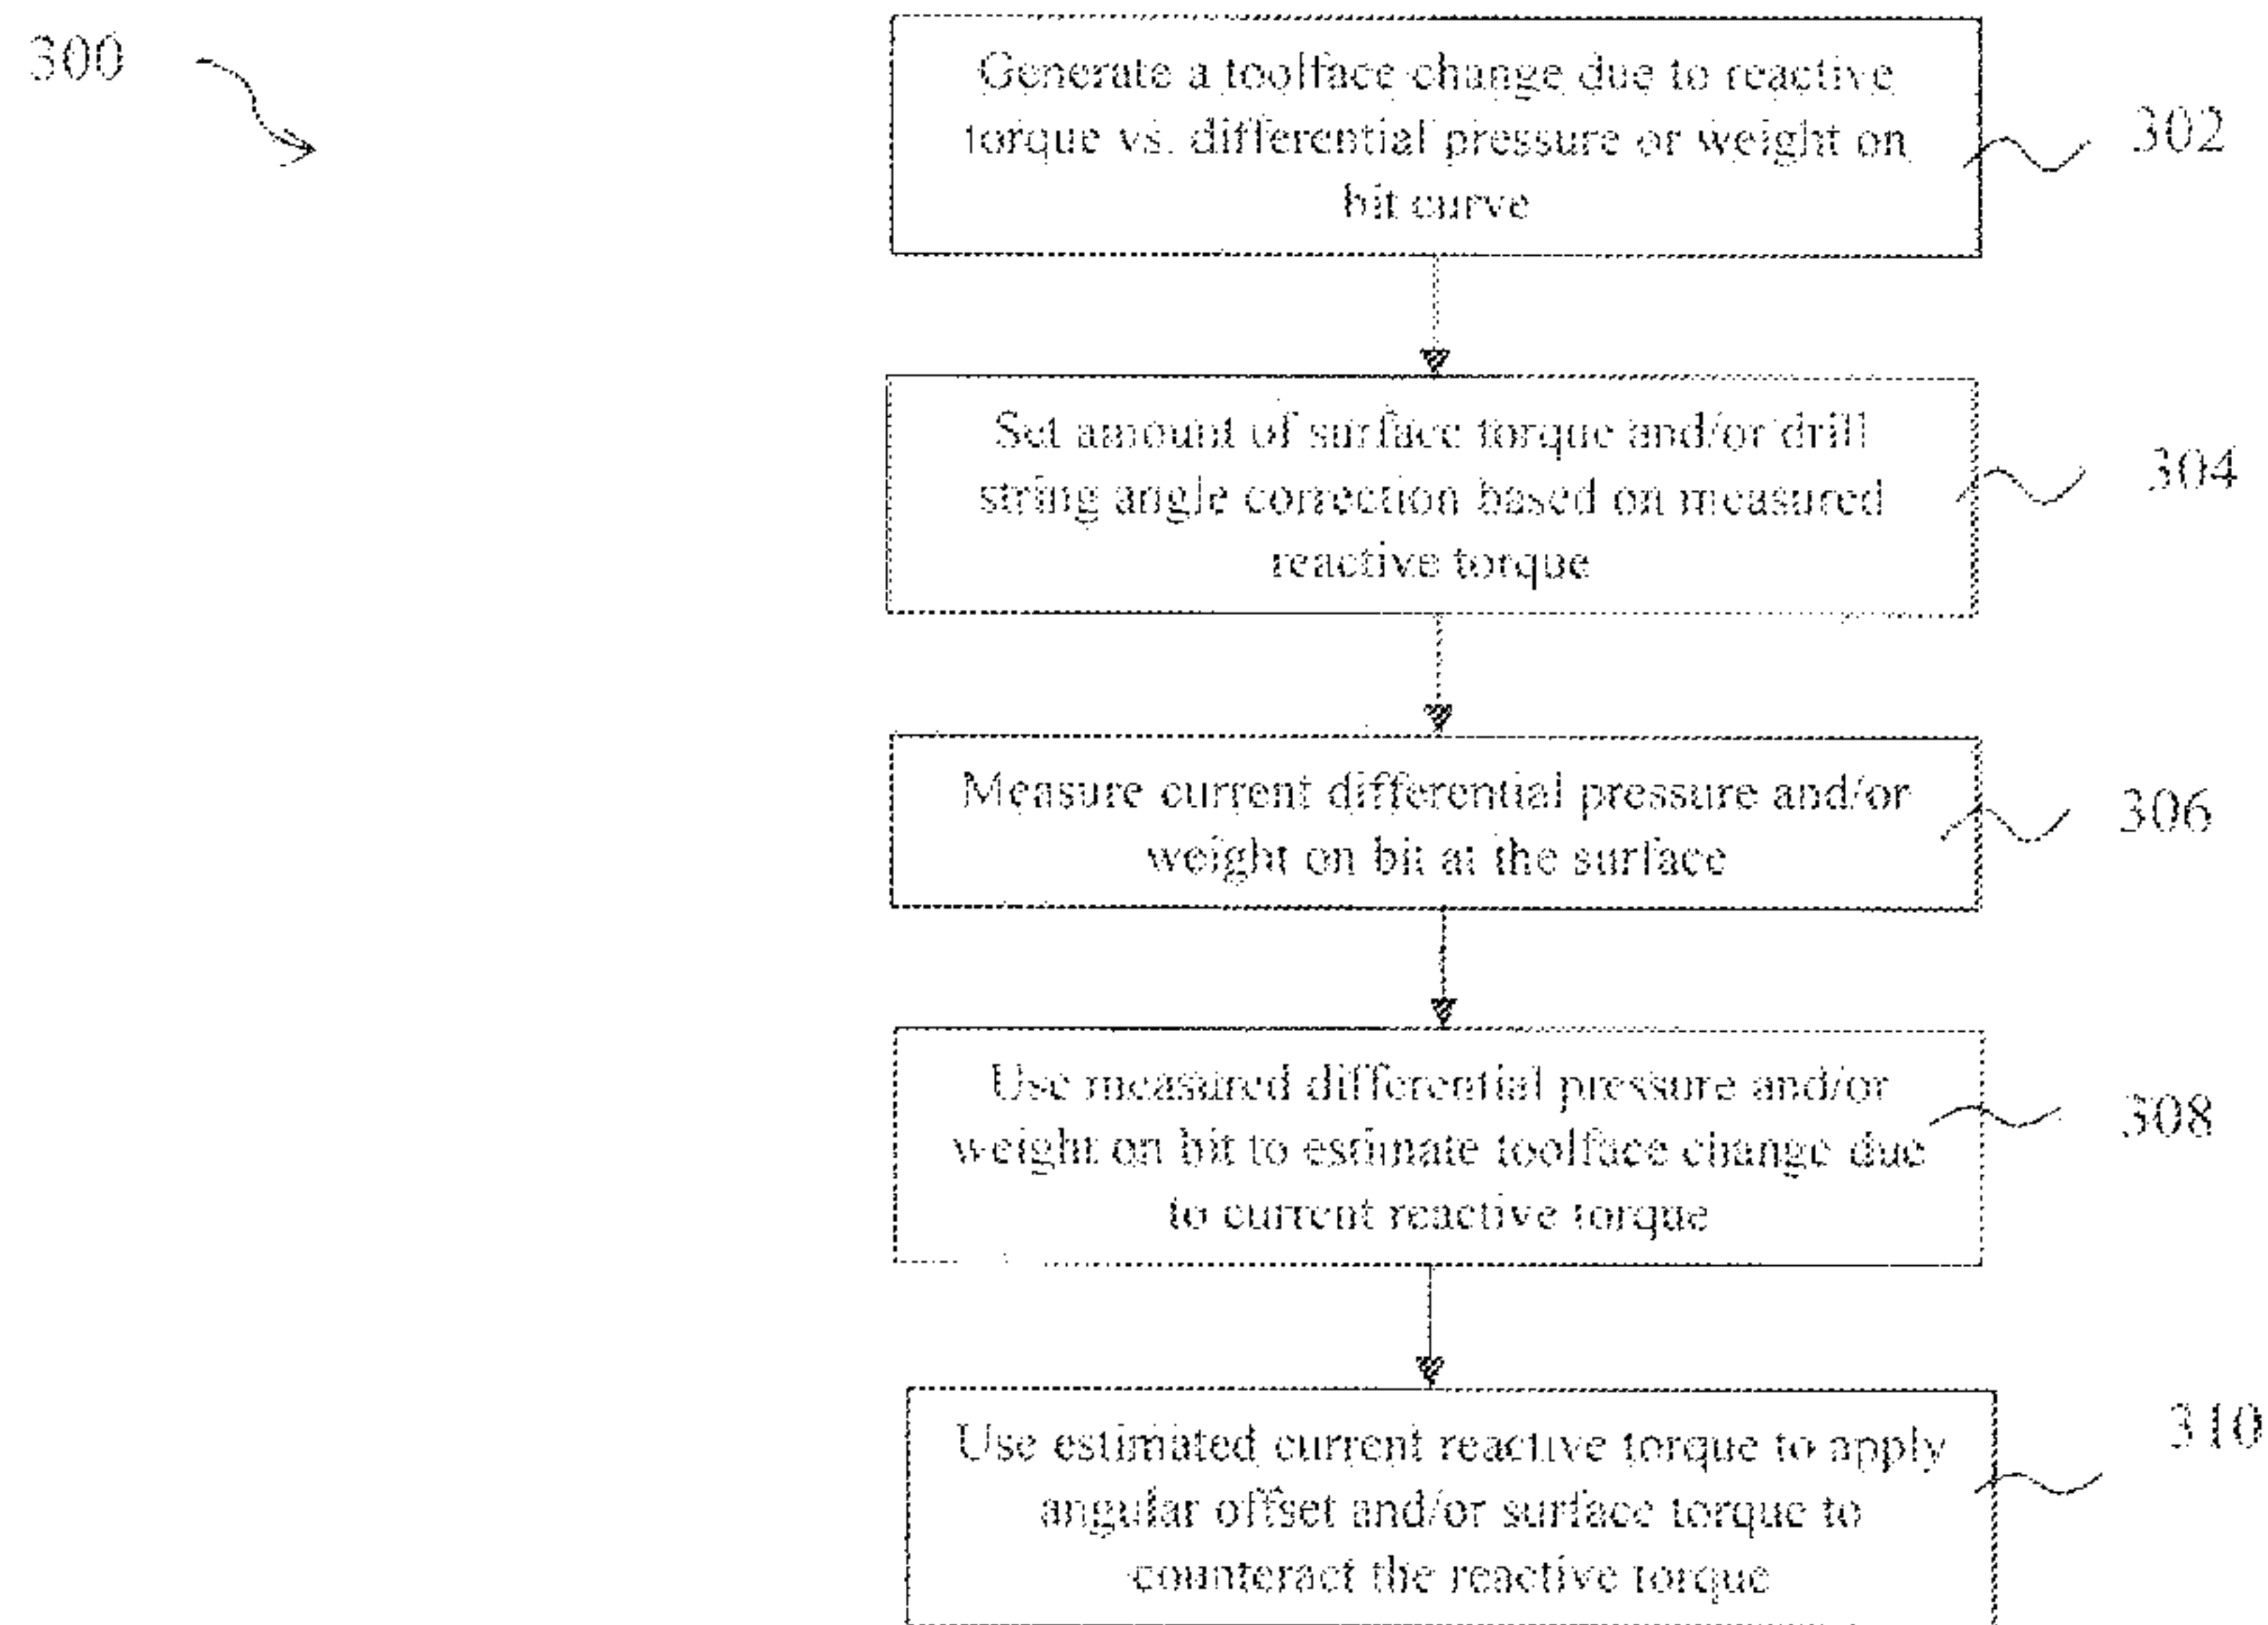 300
Generate a toolface change due to reactive
torque vs. differential pressure or weight on
bit curve
302
Set amount of surface torque and/or drill
string angle correction based on measured
reactive torque
304
Measure current differential pressure and/or
weight on bit at the surface
306
Use measured differential pressure and/or
weight on bit to estimate toolface change due
to current reactive torque
308
Use estimated current reactive torque to apply
angular offset and/or surface torque to
counteract the reactive torque
310